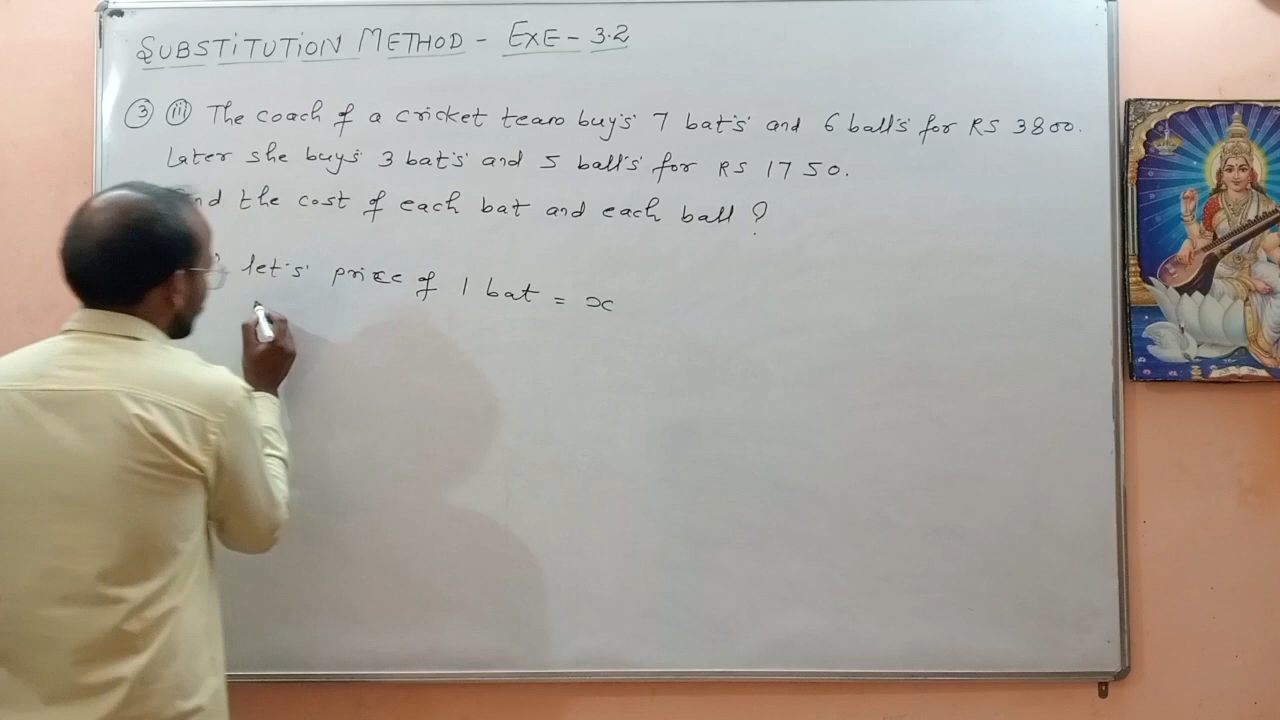 SUBSTITUTION METHOD - EXE - 3.2
③ (iii) The coach of a cricket team buy's 7 bat's and 6 ball's for RS 3800.
Later she buys 3 bat's and 5 ball's for RS 1750.
nd the cost of each bat and each ball ?
let's price of 1 bat = x